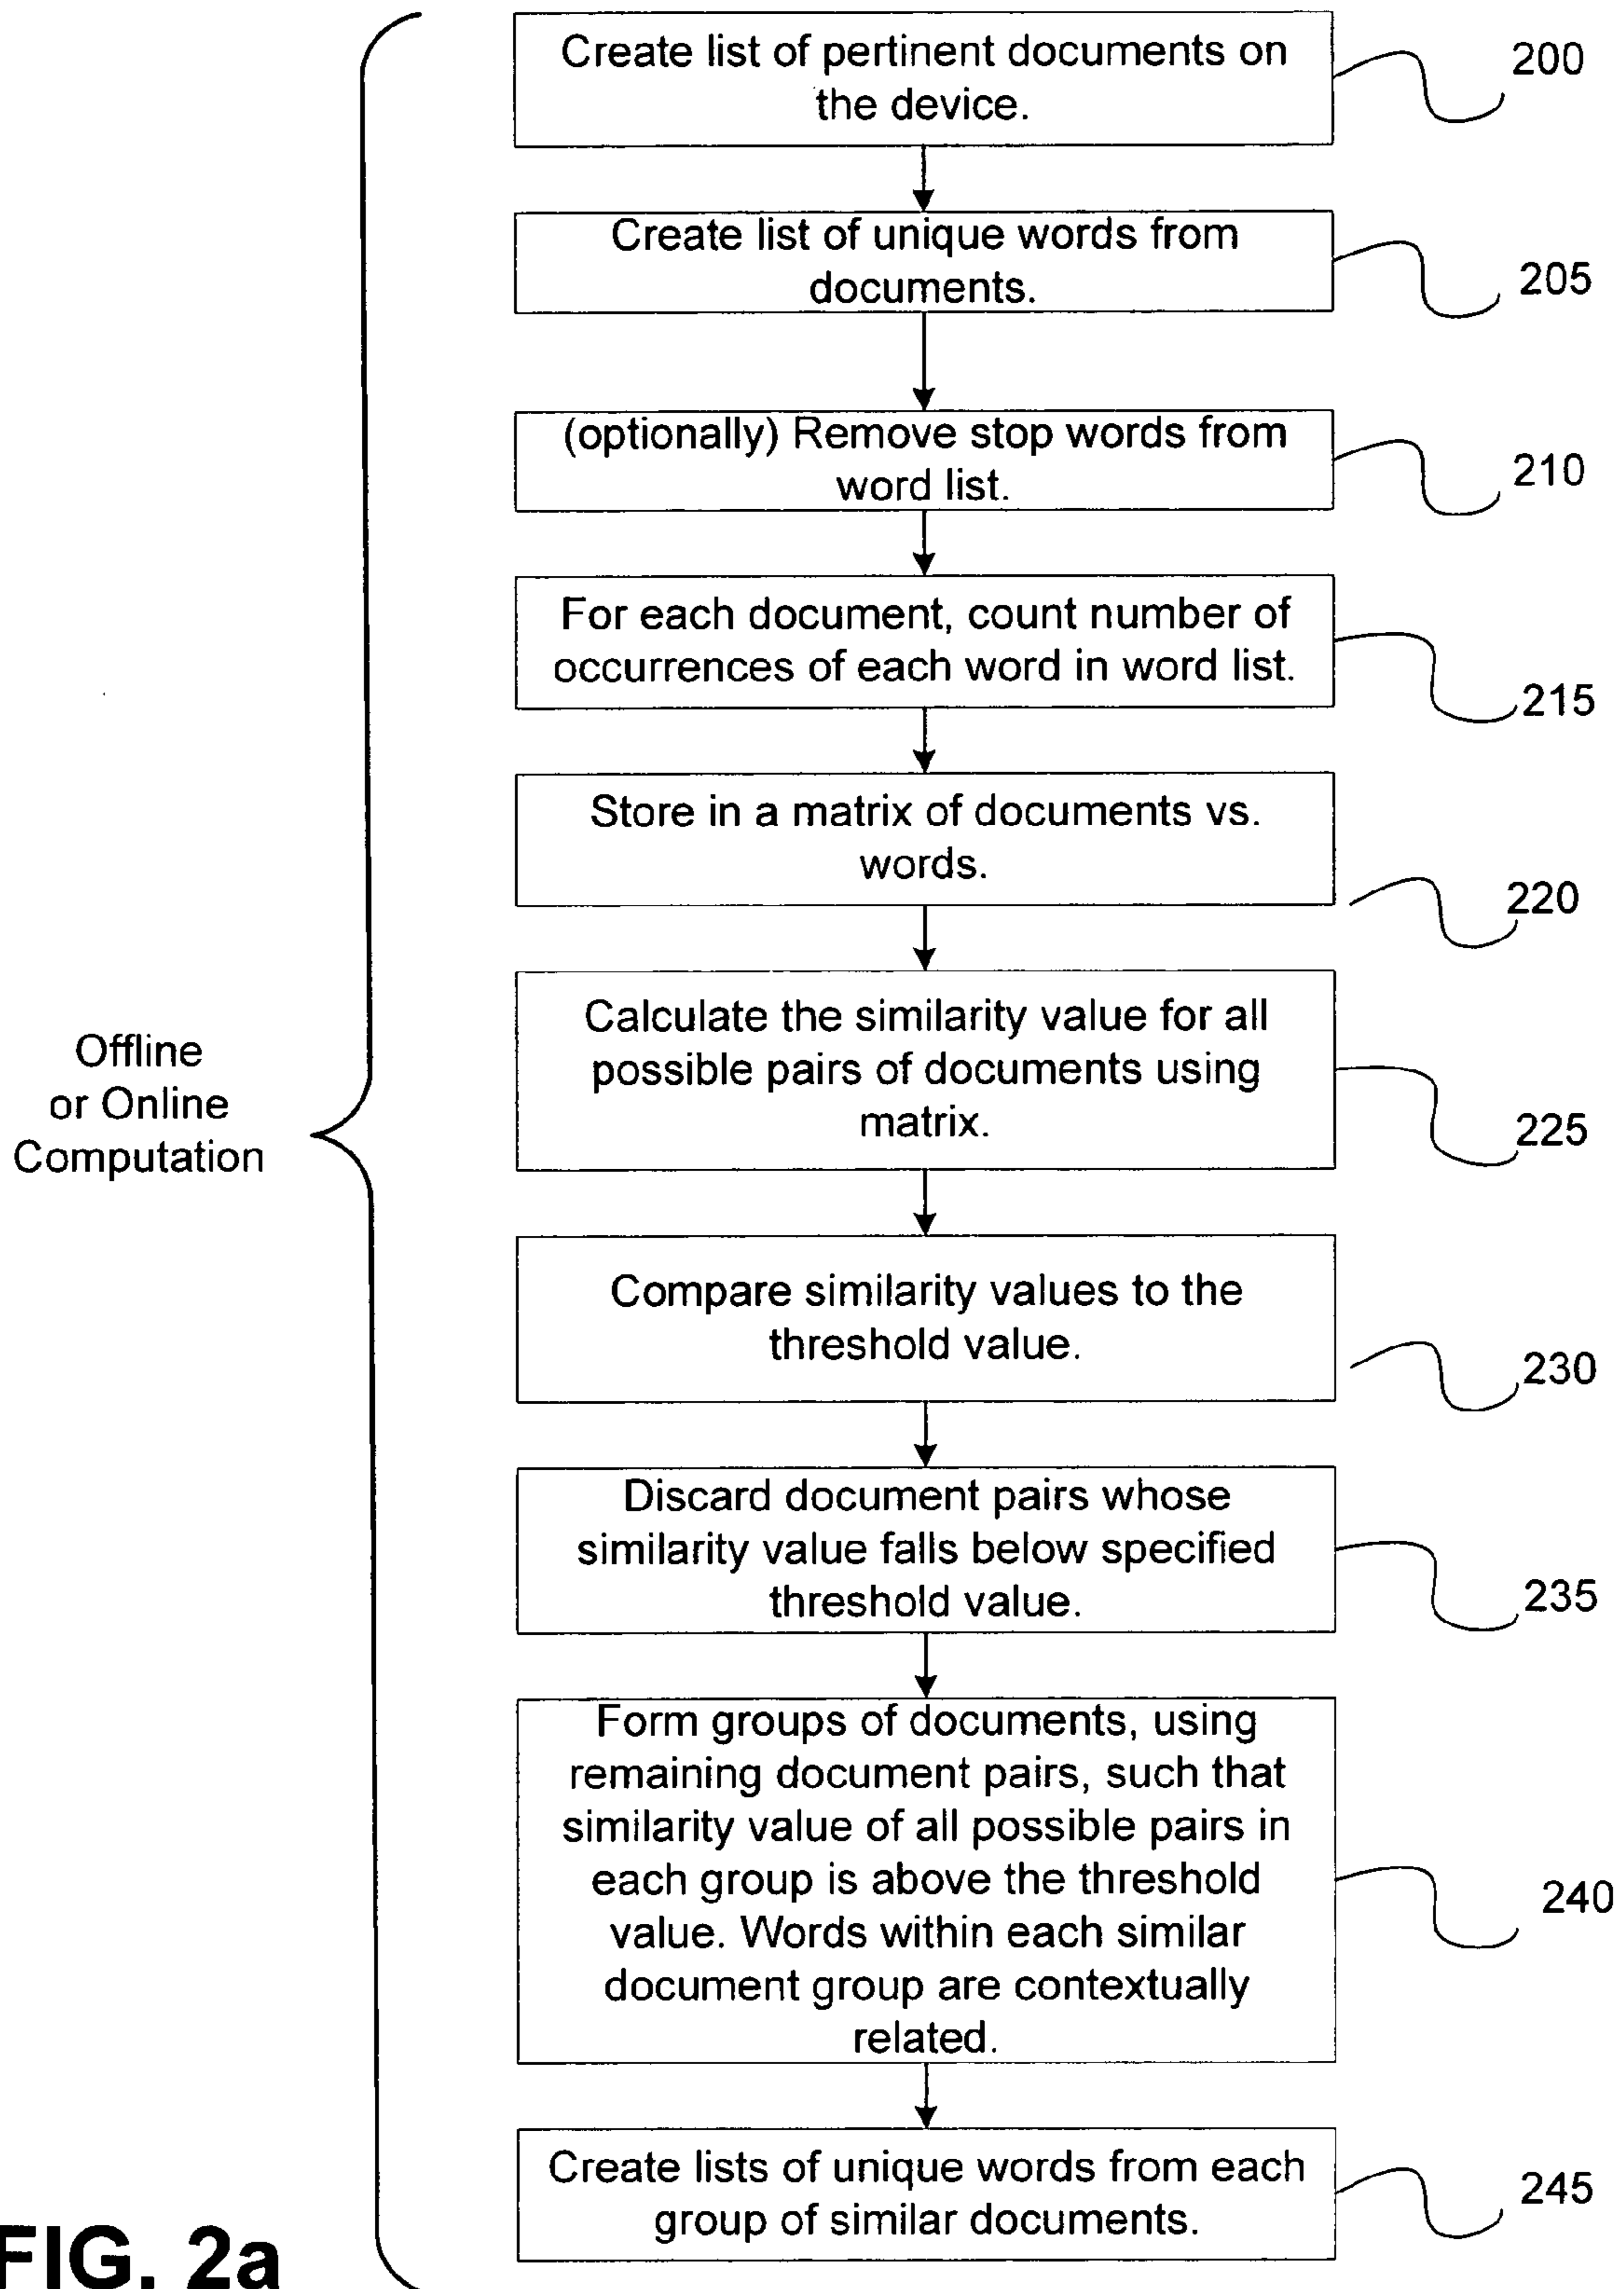 Create list of pertinent documents on
the device.
200
Create list of unique words from
documents.
205
(optionally) Remove stop words from
word list.
210
For each document, count number of
occurrences of each word in word list.
215
Store in a matrix of documents vs.
words.
220
Calculate the similarity value for all
possible pairs of documents using
matrix.
225
Offline
or Online
Computation
Compare similarity values to the
threshold value.
230
Discard document pairs whose
similarity value falls below specified
threshold value.
235
Form groups of documents, using
remaining document pairs, such that
similarity value of all possible pairs in
each group is above the threshold
value. Words within each similar
document group are contextually
related.
240
Create lists of unique words from each
group of similar documents.
245
FIG. 2a